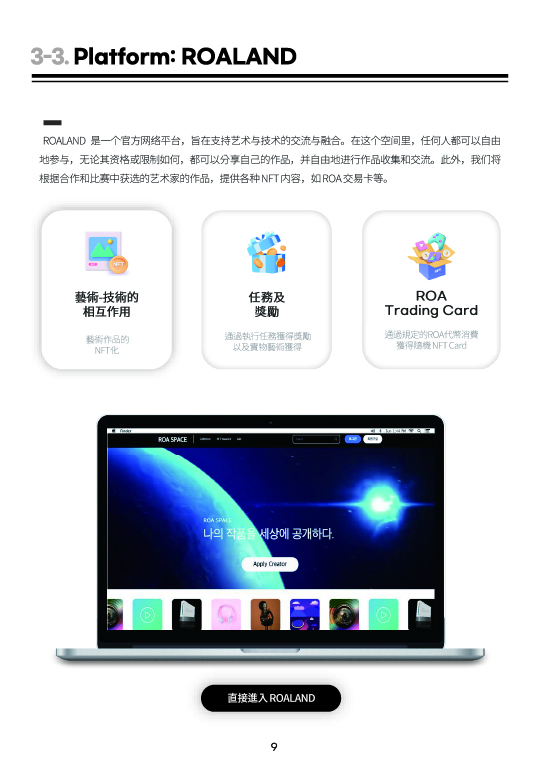 3-3. Platform: ROALAND
ROALAND 是一个官方网络平台，旨在支持艺术与技术的交流与融合。在这个空间里，任何人都可以自由
地参与，无论其资格或限制如何，都可以分享自己的作品，并自由地进行作品收集和交流。此外，我们将
根据合作和比赛中获选的艺术家的作品，提供各种 NFT 内容，如 ROA 交易卡等。
藝術-技術的
相互作用
藝術作品的
NFT化
任務及
獎勵
通過執行任務獲得獎勵
以及實物藝術獲得
ROA
Trading Card
通過規定的ROA代幣消費
獲得隨機 NFT Card
Finder
ROA SPACE
ROA SPACE
나의 작품을 세상에 공개하다.
Apply Creator
直接進入 ROALAND
9